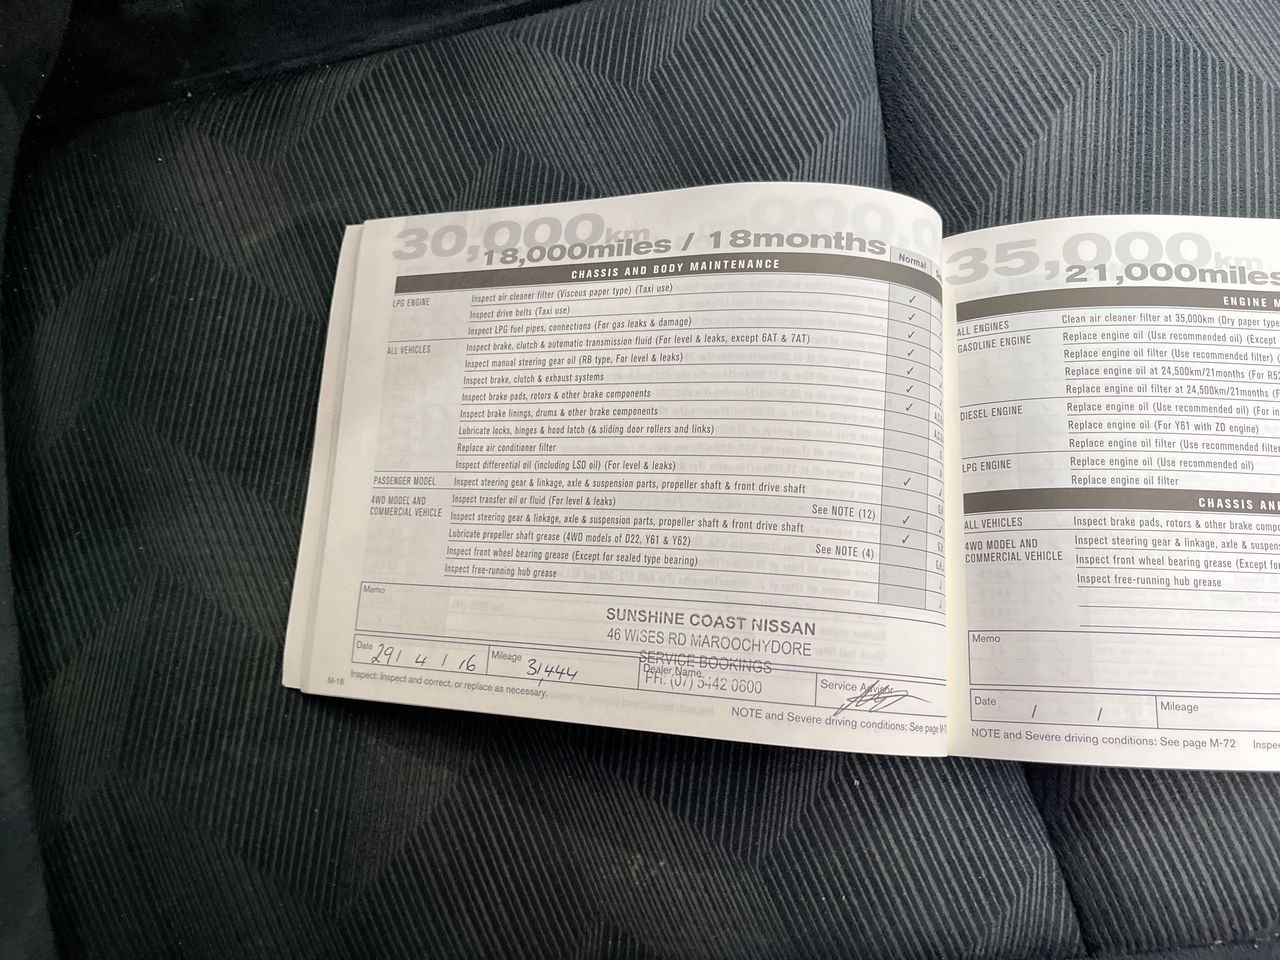 30,000km
18,000miles / 18months
CHASSIS AND BODY MAINTENANCE
Normal
LPG ENGINE
Inspect air cleaner filter (Viscous paper type) (Taxi use) ✓
Inspect drive belts (Taxi use) ✓
Inspect LPG fuel pipes, connections (For gas leaks & damage) ✓
ALL VEHICLES
Inspect brake, clutch & automatic transmission fluid (For level & leaks, except 6AT & 7AT) ✓
Inspect manual steering gear oil (RB type, For level & leaks) ✓
Inspect brake, clutch & exhaust systems ✓
Inspect brake pads, rotors & other brake components ✓
Inspect brake linings, drums & other brake components
Lubricate locks, hinges & hood latch (& sliding door rollers and links)
Replace air conditioner filter
Inspect differential oil (including LSD oil) (For level & leaks) ✓
PASSENGER MODEL
Inspect steering gear & linkage, axle & suspension parts, propeller shaft & front drive shaft
4WD MODEL AND COMMERCIAL VEHICLE
Inspect transfer oil or fluid (For level & leaks) See NOTE (12) ✓
Inspect steering gear & linkage, axle & suspension parts, propeller shaft & front drive shaft ✓
Lubricate propeller shaft grease (4WD models of D22, Y61 & Y62) See NOTE (4)
Inspect front wheel bearing grease (Except for sealed type bearing)
Inspect free-running hub grease
Memo
SUNSHINE COAST NISSAN
46 WISES RD MAROOCHYDORE
SERVICE BOOKINGS
PH: (07) 5442 0600
Date 29/ 4 / 16
Mileage 31,444
Dealer Name
Service Advisor
M-18
Inspect: Inspect and correct, or replace as necessary.
NOTE and Severe driving conditions: See page
35,000km
21,000miles
ENGINE M
ALL ENGINES
Clean air cleaner filter at 35,000km (Dry paper type
GASOLINE ENGINE
Replace engine oil (Use recommended oil) (Except
Replace engine oil filter (Use recommended filter) (
Replace engine oil at 24,500km/21months (For R52
Replace engine oil filter at 24,500km/21months (F
DIESEL ENGINE
Replace engine oil (Use recommended oil) (For in
Replace engine oil (For Y61 with ZD engine)
Replace engine oil filter (Use recommended filter
LPG ENGINE
Replace engine oil (Use recommended oil)
Replace engine oil filter
CHASSIS AN
ALL VEHICLES
Inspect brake pads, rotors & other brake compo
4WD MODEL AND COMMERCIAL VEHICLE
Inspect steering gear & linkage, axle & suspen
Inspect front wheel bearing grease (Except fo
Inspect free-running hub grease
Memo
Date / /
Mileage
NOTE and Severe driving conditions: See page M-72
Inspe